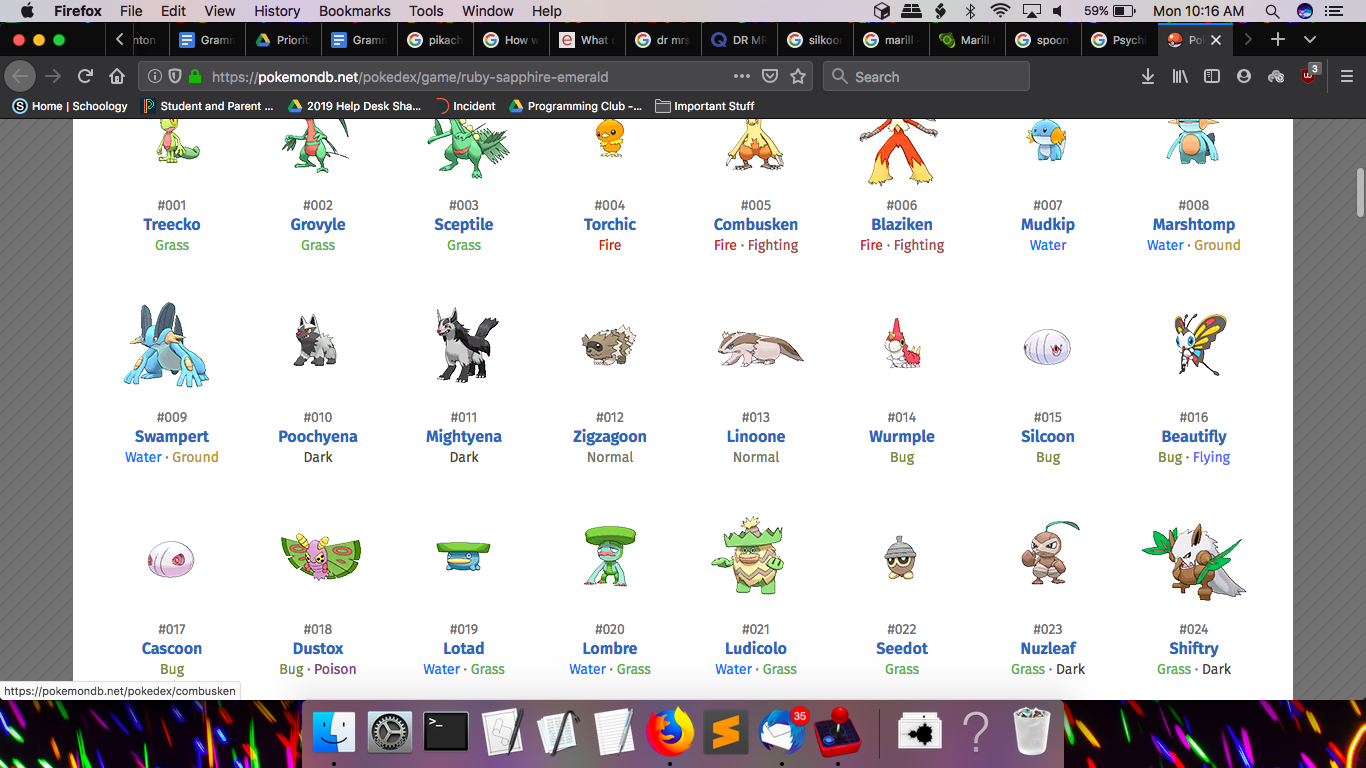 Firefox File Edit View History Bookmarks Tools Window Help 59% Mon 10:16 AM
nton Gramm Priority Gramm pikach How w What dr mrs DR MR silkoon marill Marill spoon Psychi Po
https://pokemondb.net/pokedex/game/ruby-sapphire-emerald Search 3
Home | Schoology Student and Parent ... 2019 Help Desk Sha... Incident Programming Club -... Important Stuff
#001 #002 #003 #004 #005 #006 #007 #008
Treecko Grovyle Sceptile Torchic Combusken Blaziken Mudkip Marshtomp
Grass Grass Grass Fire Fire · Fighting Fire · Fighting Water Water · Ground
#009 #010 #011 #012 #013 #014 #015 #016
Swampert Poochyena Mightyena Zigzagoon Linoone Wurmple Silcoon Beautifly
Water · Ground Dark Dark Normal Normal Bug Bug Bug · Flying
#017 #018 #019 #020 #021 #022 #023 #024
Cascoon Dustox Lotad Lombre Ludicolo Seedot Nuzleaf Shiftry
Bug Bug · Poison Water · Grass Water · Grass Water · Grass Grass Grass · Dark Grass · Dark
https://pokemondb.net/pokedex/combusken
35